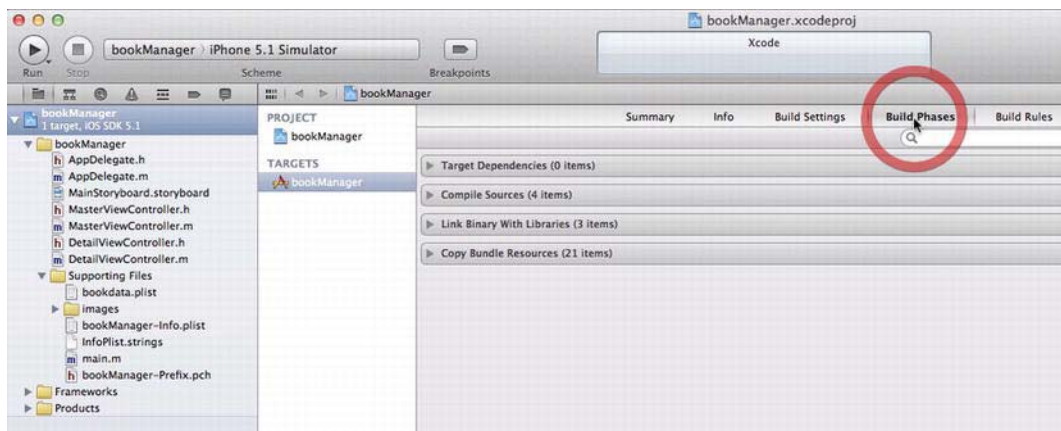 bookManager.xcodeproj
bookManager iPhone 5.1 Simulator
Xcode
Run Stop Scheme Breakpoints
bookManager
bookManager
1 target, iOS SDK 5.1
bookManager
AppDelegate.h
AppDelegate.m
MainStoryboard.storyboard
MasterViewController.h
MasterViewController.m
DetailViewController.h
DetailViewController.m
Supporting Files
bookdata.plist
images
bookManager-Info.plist
InfoPlist.strings
main.m
bookManager-Prefix.pch
Frameworks
Products
PROJECT
bookManager
TARGETS
bookManager
Summary Info Build Settings Build Phases Build Rules
Target Dependencies (0 items)
Compile Sources (4 items)
Link Binary With Libraries (3 items)
Copy Bundle Resources (21 items)